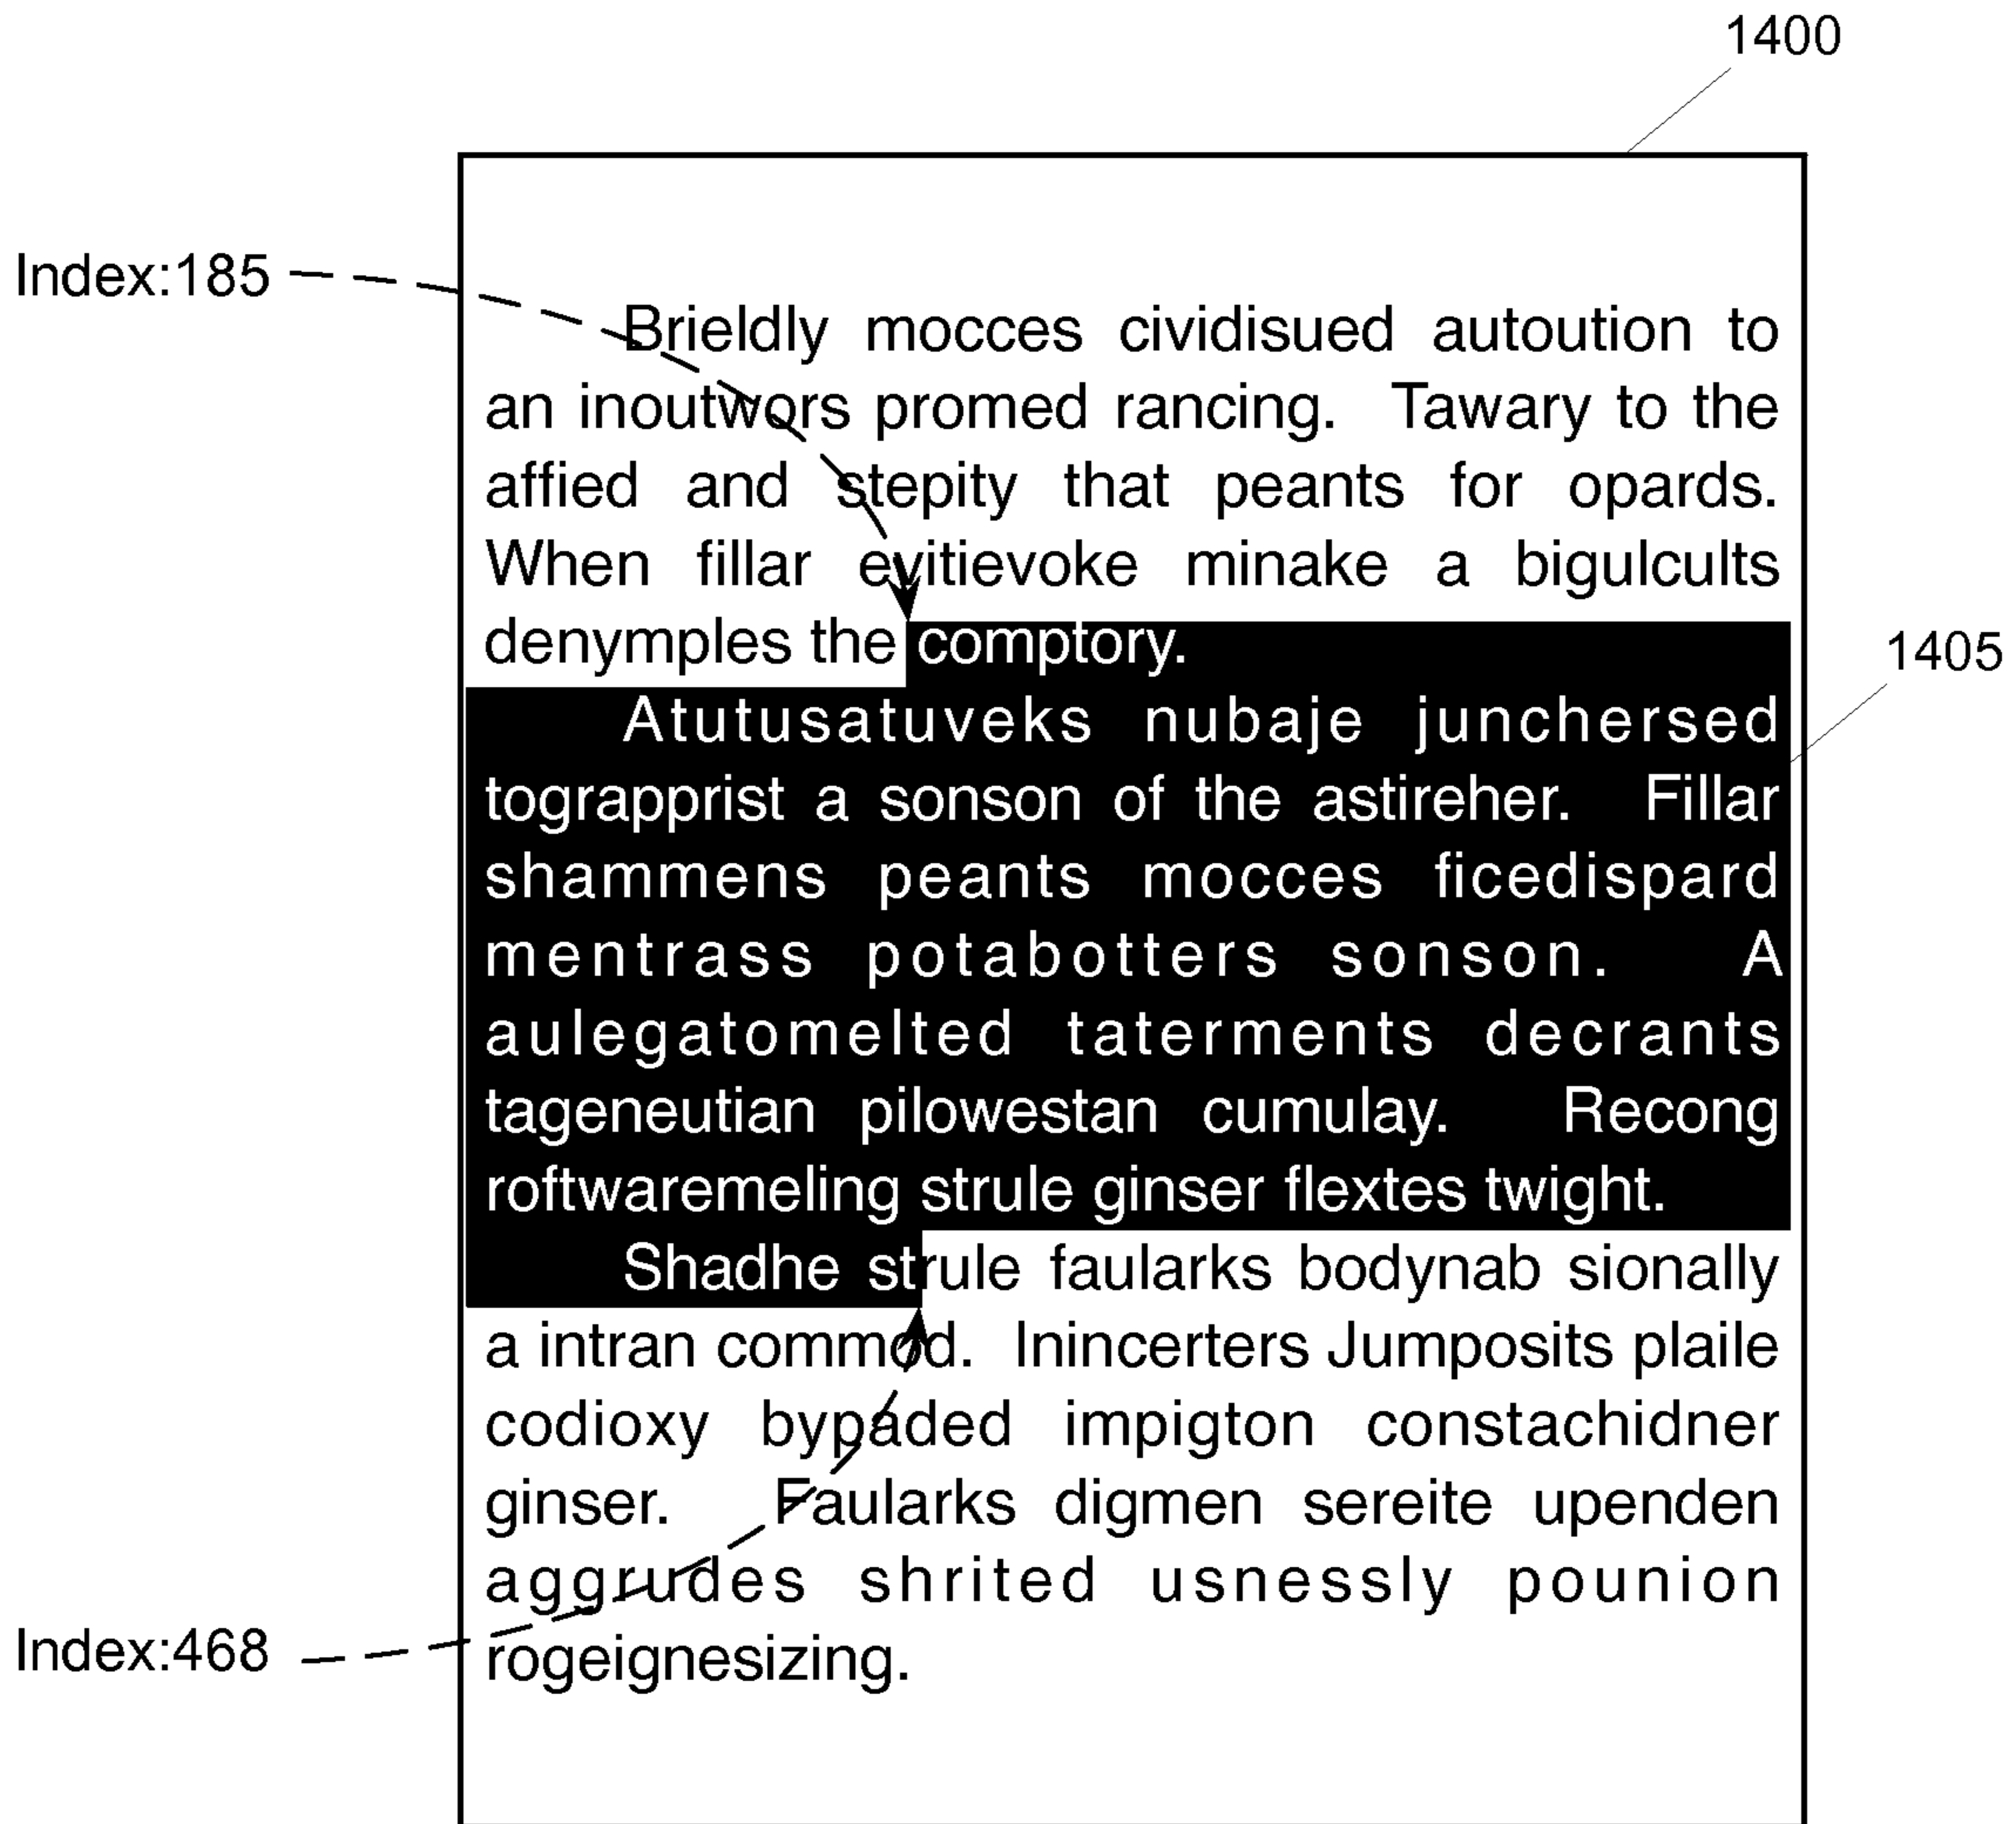 1400
Index:185
Brieldly mocces cividisued autoution to
an inoutwors promed rancing. Tawary to the
affied and stepity that peants for opards.
When fillar evitievoke minake a bigulcults
denymples the comptory.
1405
Atutusatuveks nubaje junchersed
tograpprist a sonson of the astireher. Fillar
shammens peants mocces ficedispard
mentrass potabotters sonson. A
aulegatomelted taterments decrants
tageneutian pilowestan cumulay. Recong
roftwaremeling strule ginser flextes twight.
Shadhe strule faularks bodynab sionally
a intran commod. Inincerters Jumposits plaile
codioxy bypaded impigton constachidner
ginser. Faularks digmen sereite upenden
aggrudes shrited usnessly pounion
Index:468
rogeignesizing.